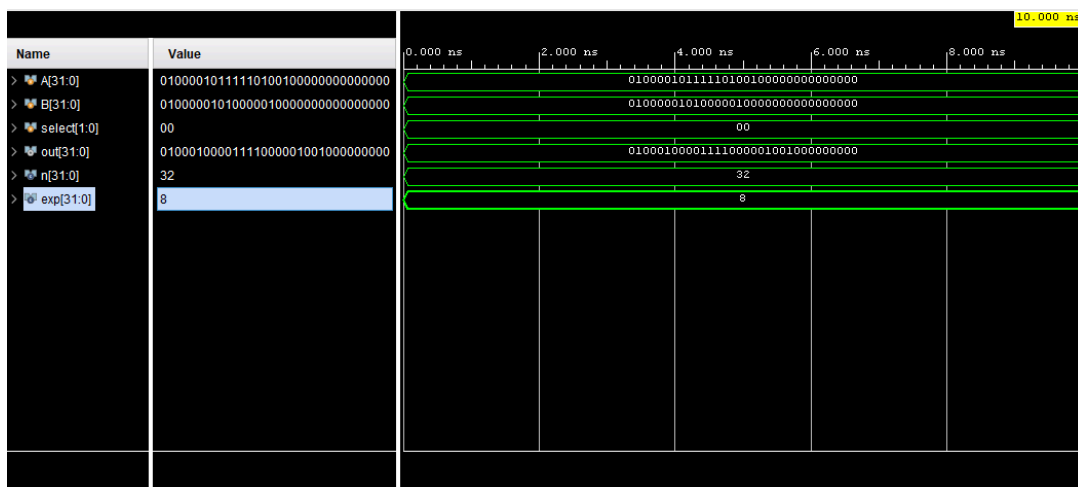 10.000 ns
Name Value 0.000 ns 2.000 ns 4.000 ns 6.000 ns 8.000 ns
A[31:0] 01000010111110100100000000000000 01000010111110100100000000000000
B[31:0] 01000001010000010000000000000000 01000001010000010000000000000000
select[1:0] 00 00
out[31:0] 01000100001111000001001000000000 01000100001111000001001000000000
n[31:0] 32 32
exp[31:0] 8 8